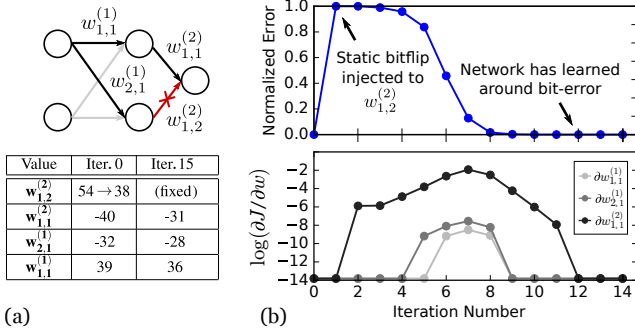 (a)
w_{1,1}^{(1)}
w_{1,1}^{(2)}
w_{2,1}^{(1)}
w_{1,2}^{(2)}
Value Iter. 0 Iter. 15
w_{1,2}^{(2)} 54→38 (fixed)
w_{1,1}^{(2)} -40 -31
w_{2,1}^{(1)} -32 -28
w_{1,1}^{(1)} 39 36
(b)
Normalized Error
1.0
0.8
0.6
0.4
0.2
0.0
Static bitflip
injected to
w_{1,2}^{(2)}
Network has learned
around bit-error
log(∂J/∂w)
−2
−4
−6
−8
−10
−12
−14
∂w_{1,1}^{(1)}
∂w_{2,1}^{(1)}
∂w_{1,1}^{(2)}
0 2 4 6 8 10 12 14
Iteration Number